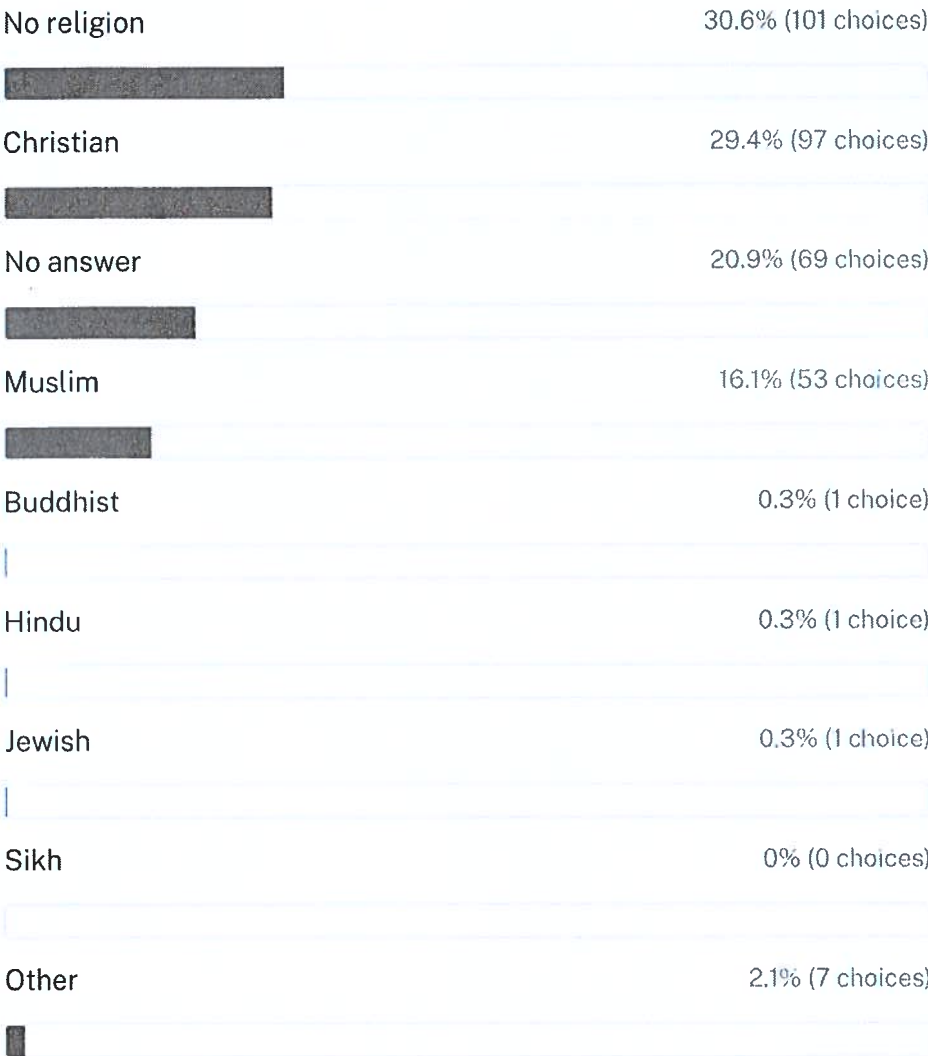 No religion 30.6% (101 choices)
Christian 29.4% (97 choices)
No answer 20.9% (69 choices)
Muslim 16.1% (53 choices)
Buddhist 0.3% (1 choice)
Hindu 0.3% (1 choice)
Jewish 0.3% (1 choice)
Sikh 0% (0 choices)
Other 2.1% (7 choices)